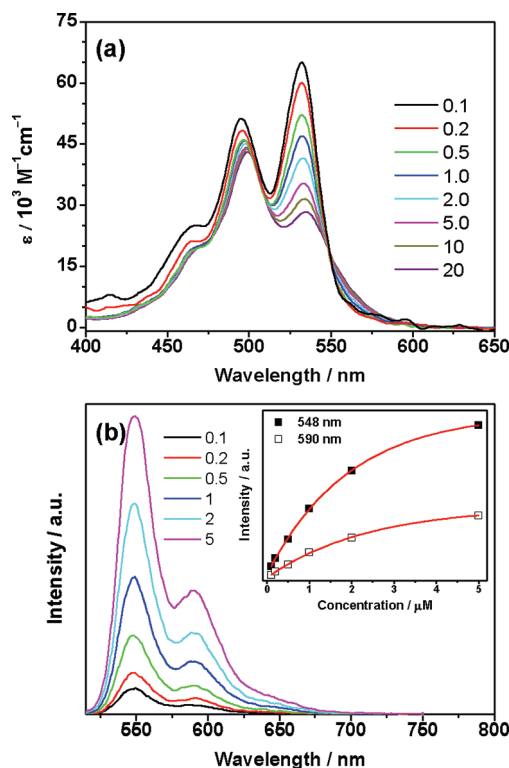 (a)
ε / 10³ M⁻¹cm⁻¹
75
60
45
30
15
0
0.1
0.2
0.5
1.0
2.0
5.0
10
20
400 450 500 550 600 650
Wavelength / nm
(b)
Intensity / a.u.
0.1
0.2
0.5
1
2
5
548 nm
590 nm
Intensity / a.u.
0 1 2 3 4 5
Concentration / μM
650 600 650 700 750 800
Wavelength / nm